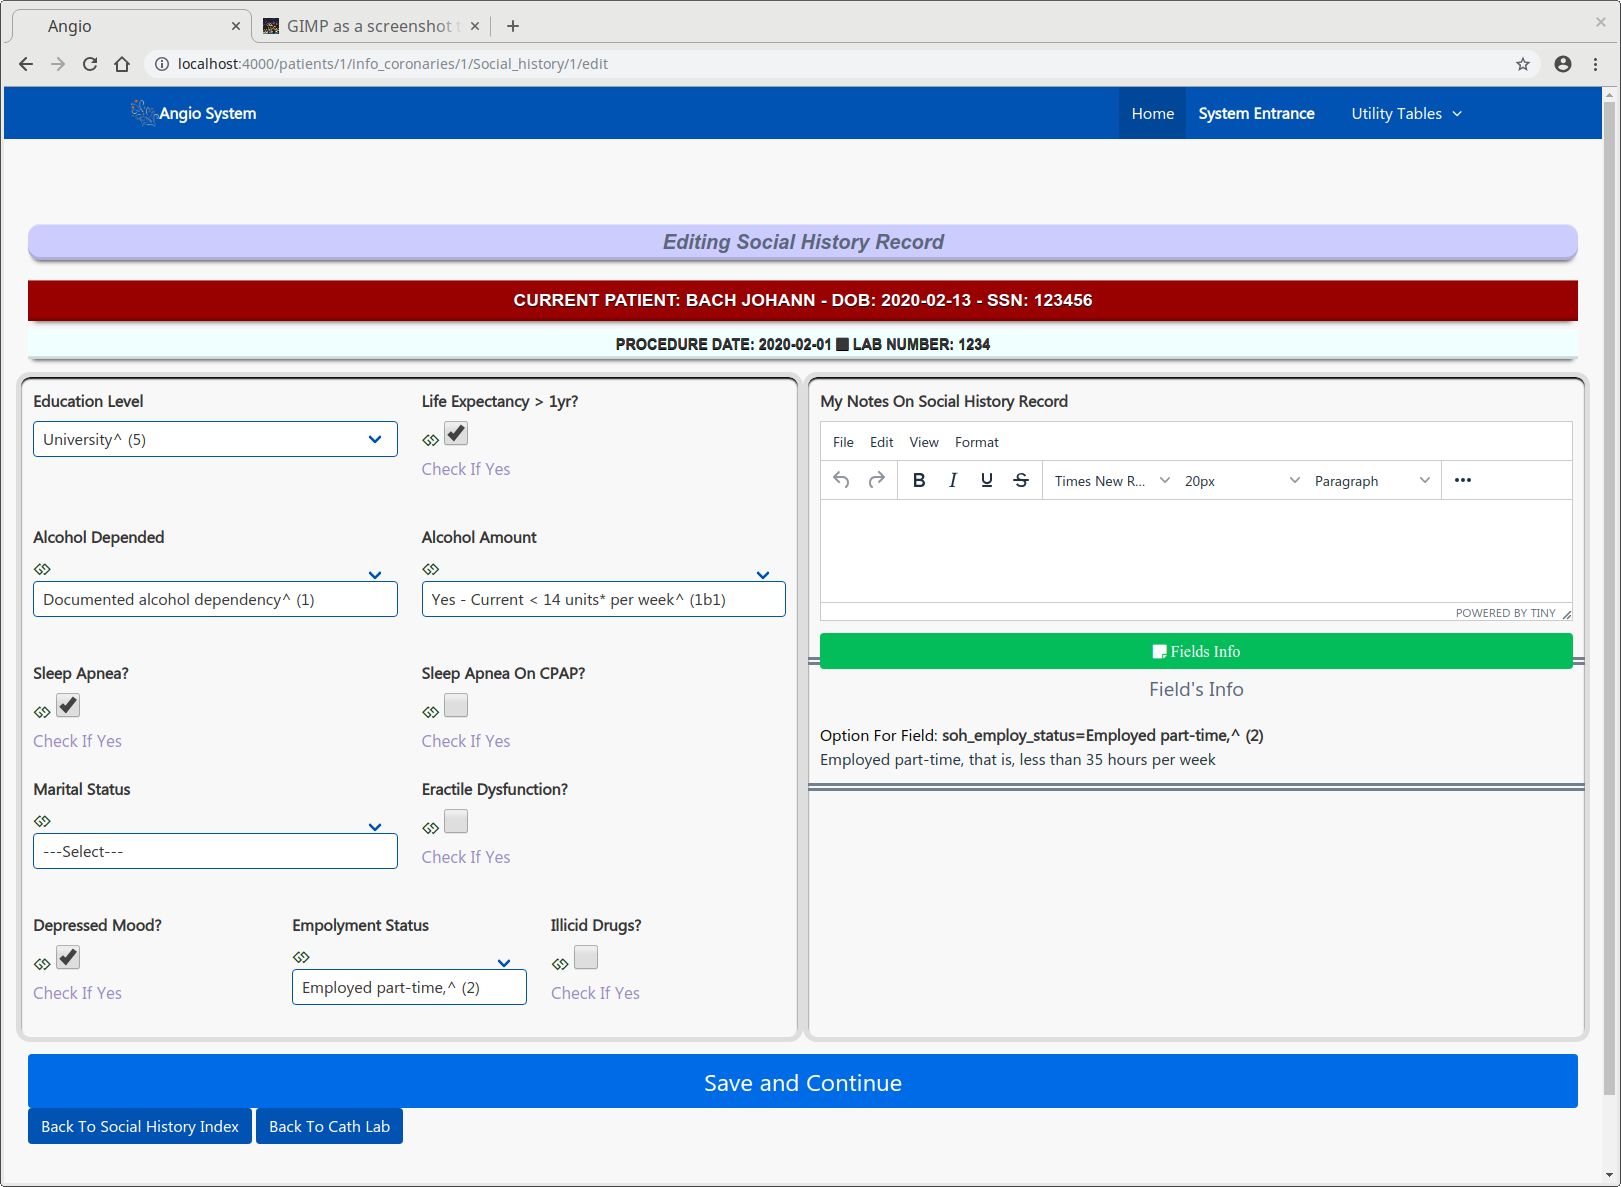 Angio
GIMP as a screenshot
localhost:4000/patients/1/info_coronaries/1/Social_history/1/edit
Angio System
Home
System Entrance
Utility Tables
Editing Social History Record
CURRENT PATIENT: BACH JOHANN - DOB: 2020-02-13 - SSN: 123456
PROCEDURE DATE: 2020-02-01 ■ LAB NUMBER: 1234
Education Level
University^ (5)
Life Expectancy > 1yr?
Check If Yes
Alcohol Depended
Documented alcohol dependency^ (1)
Alcohol Amount
Yes - Current < 14 units* per week^ (1b1)
Sleep Apnea?
Check If Yes
Sleep Apnea On CPAP?
Check If Yes
Marital Status
---Select---
Eractile Dysfunction?
Check If Yes
Depressed Mood?
Check If Yes
Empolyment Status
Employed part-time,^ (2)
Illicid Drugs?
Check If Yes
My Notes On Social History Record
File Edit View Format
B I U S Times New R... 20px Paragraph
POWERED BY TINY
Fields Info
Field's Info
Option For Field: soh_employ_status=Employed part-time,^ (2)
Employed part-time, that is, less than 35 hours per week
Save and Continue
Back To Social History Index
Back To Cath Lab